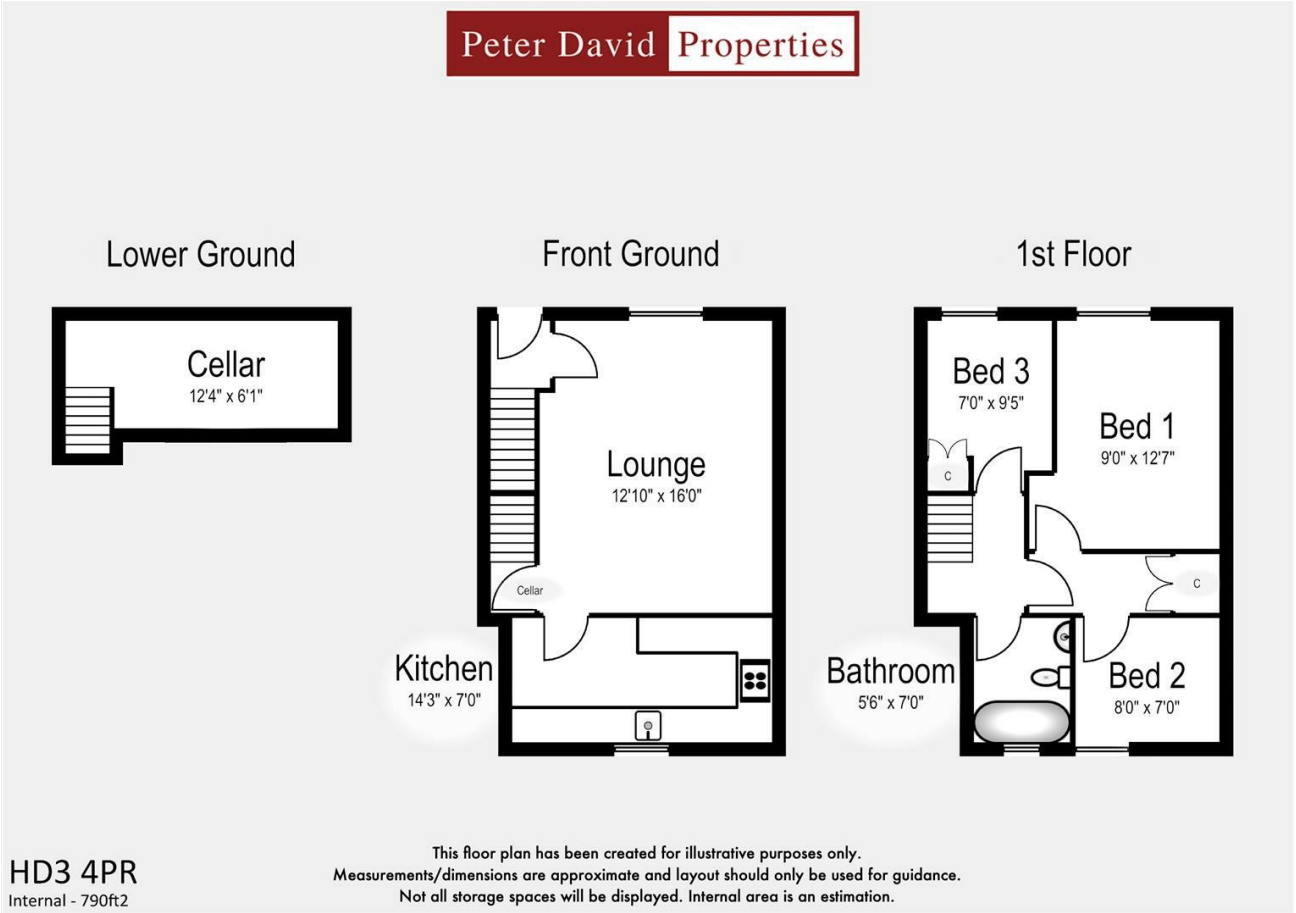 Peter David Properties
Lower Ground
Front Ground
1st Floor
Cellar
12'4" x 6'1"
Lounge
12'10" x 16'0"
Cellar
Kitchen
14'3" x 7'0"
Bed 3
7'0" x 9'5"
C
Bed 1
9'0" x 12'7"
C
Bathroom
5'6" x 7'0"
Bed 2
8'0" x 7'0"
HD3 4PR
Internal - 790ft2
This floor plan has been created for illustrative purposes only.
Measurements/dimensions are approximate and layout should only be used for guidance.
Not all storage spaces will be displayed. Internal area is an estimation.